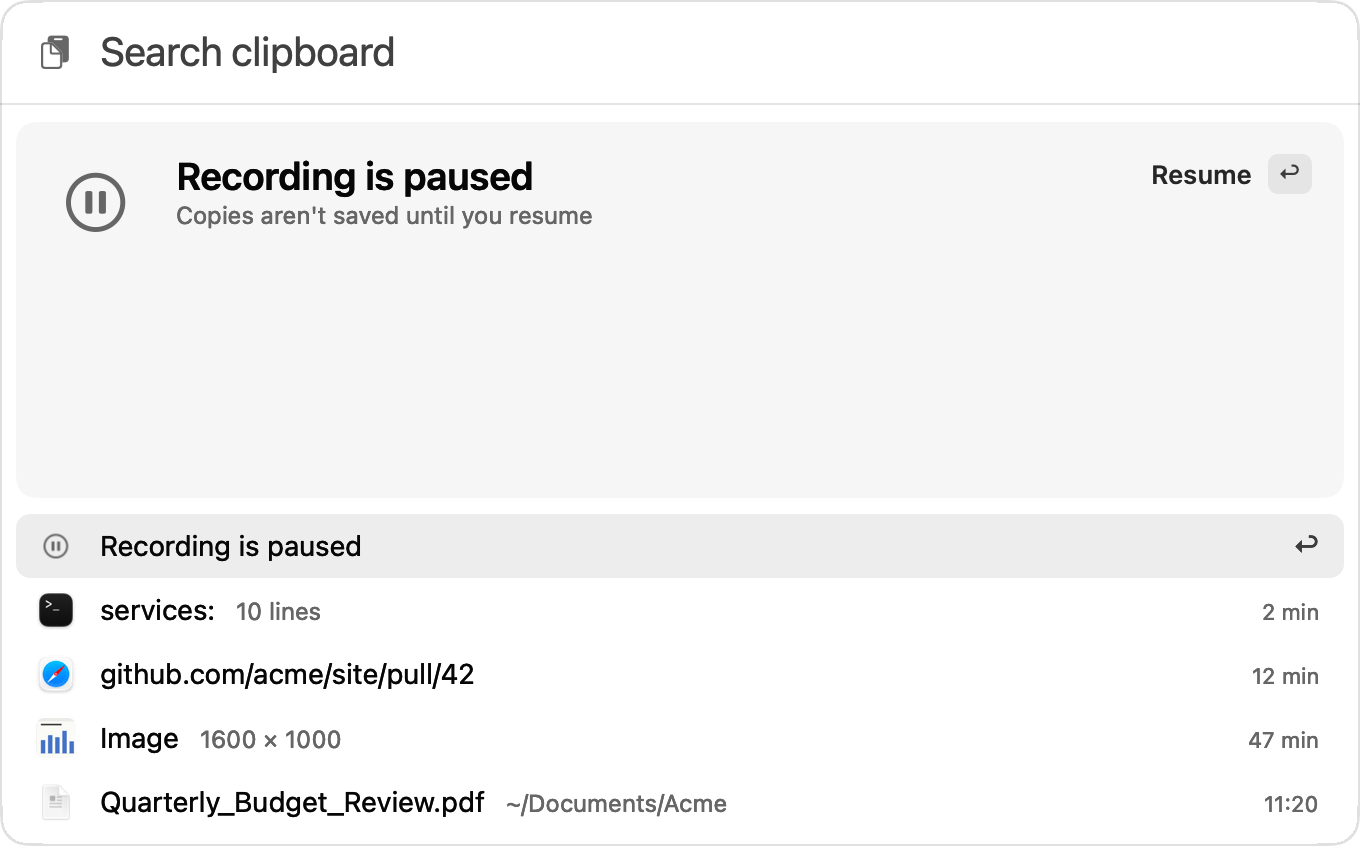 Search clipboard
Recording is paused
Resume ↩
Copies aren't saved until you resume
Recording is paused ↩
services: 10 lines 2 min
github.com/acme/site/pull/42 12 min
Image 1600 × 1000 47 min
Quarterly_Budget_Review.pdf ~/Documents/Acme 11:20